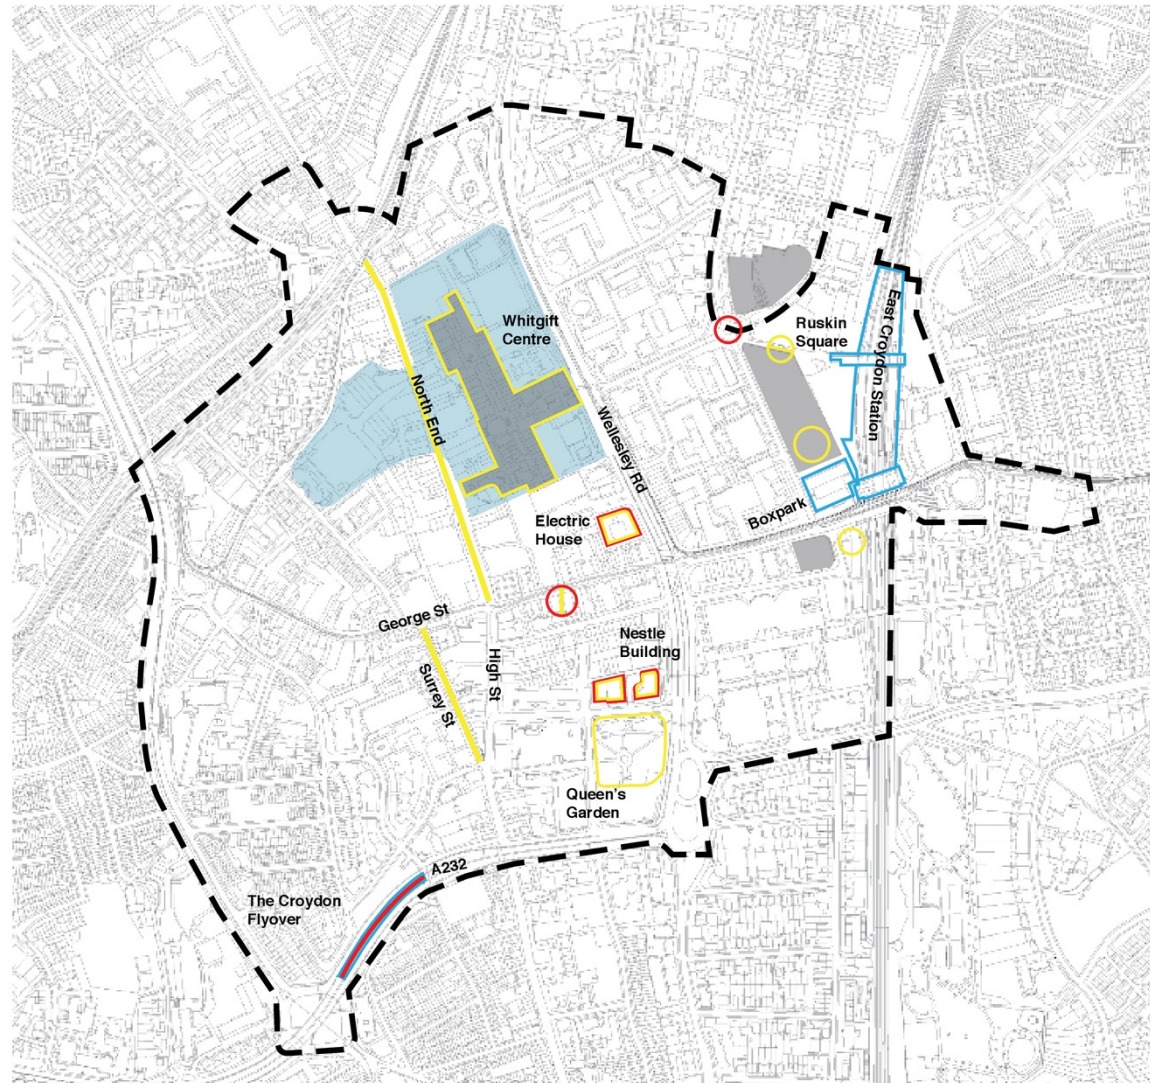 Whitgift
Centre
Ruskin
Square
East Croydon Station
North End
Wellesley Rd
Boxpark
Electric
House
George St
Nestle
Building
High St
Surrey St
Queen's
Garden
A232
The Croydon
Flyover